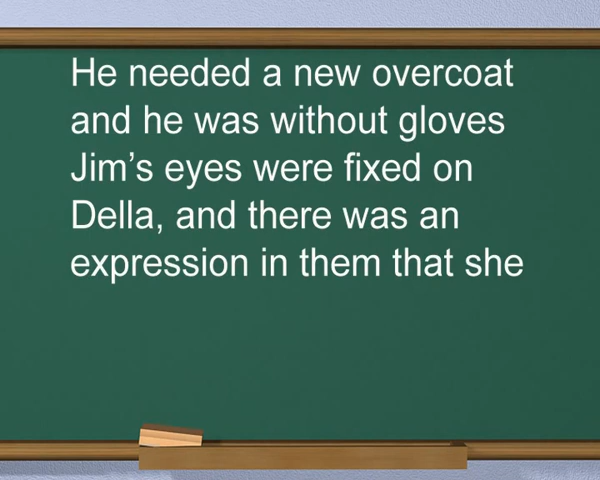 He needed a new overcoat
and he was without gloves
Jim’s eyes were fixed on
Della, and there was an
expression in them that she